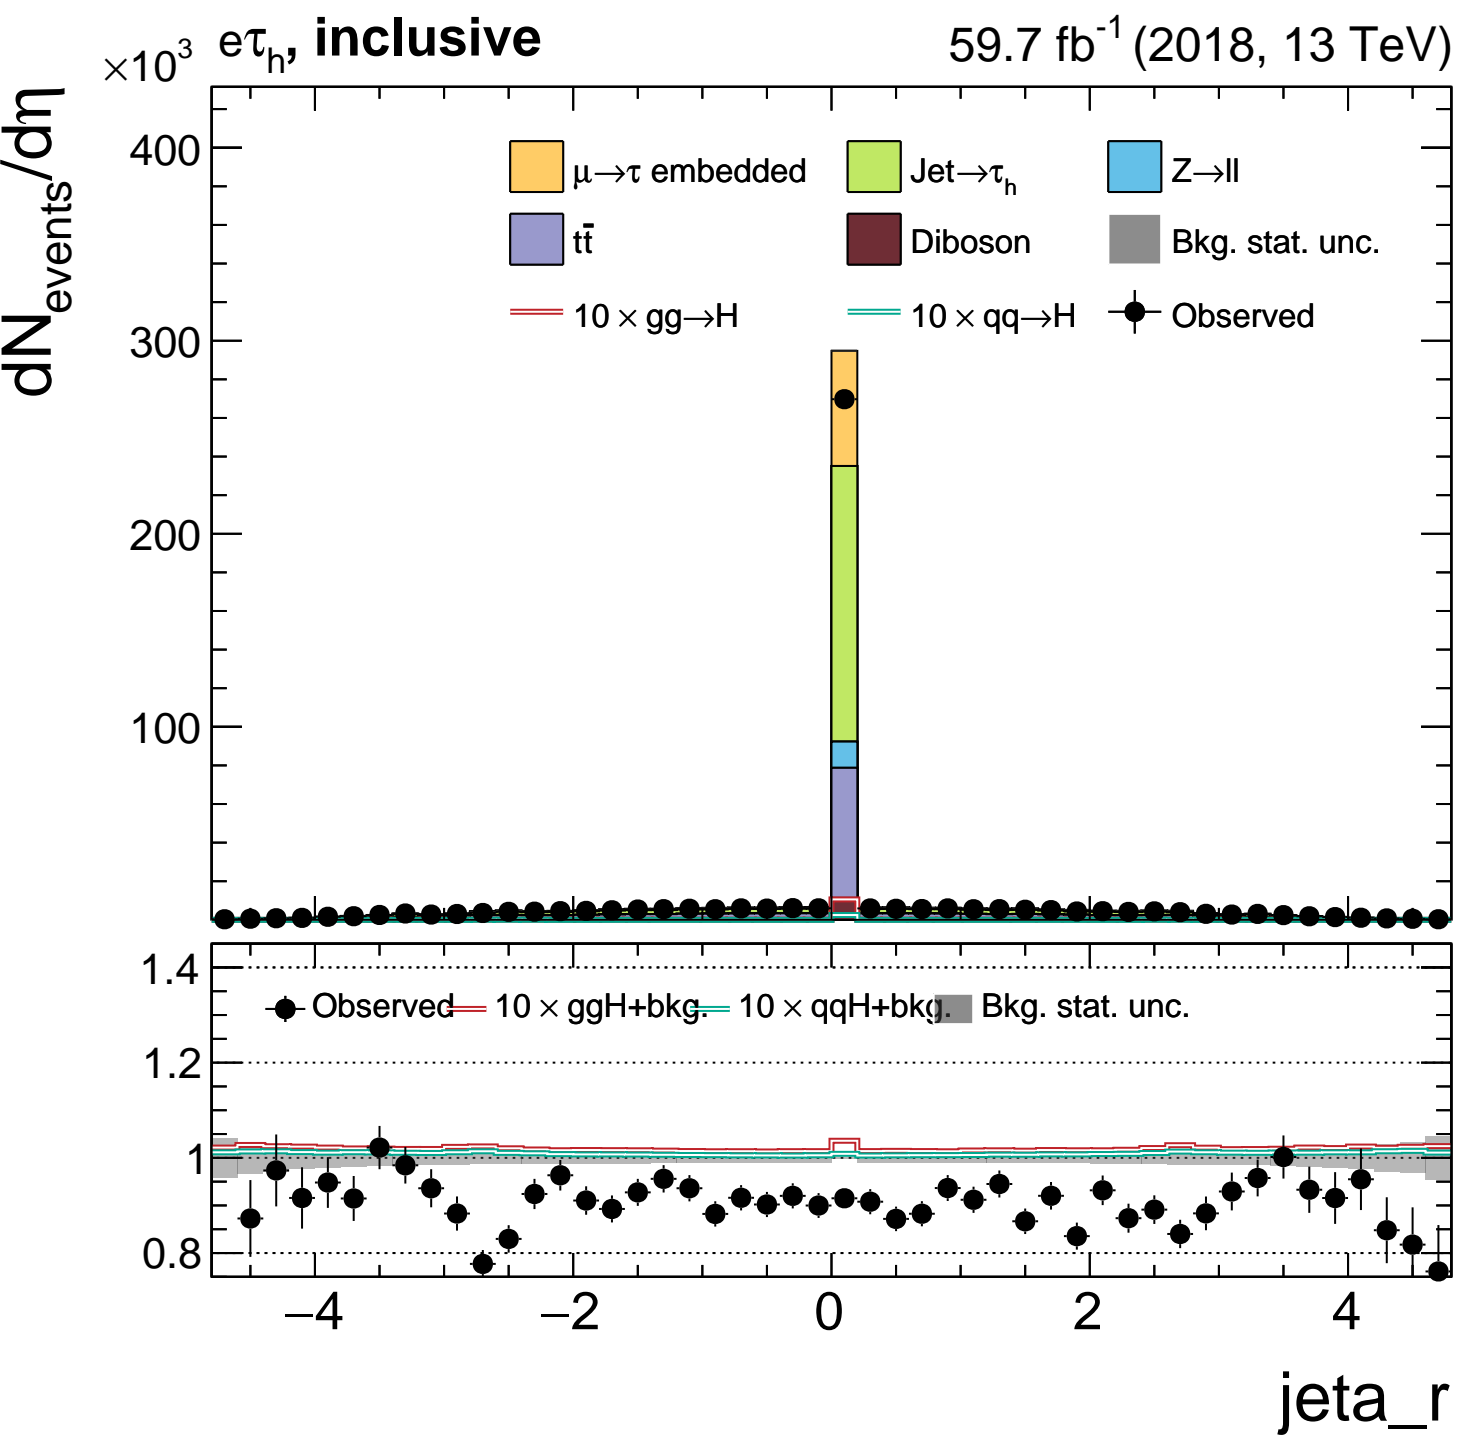 ×10³ eτₕ, inclusive 59.7 fb⁻¹ (2018, 13 TeV)
dN_events/dη
400
300
200
100
μ→τ embedded Jet→τₕ Z→ll
tt̄ Diboson Bkg. stat. unc.
10 × gg→H 10 × qq→H Observed
1.4
1.2
1
0.8
Observed 10 × ggH+bkg. 10 × qqH+bkg. Bkg. stat. unc.
−4 −2 0 2 4
jeta_r